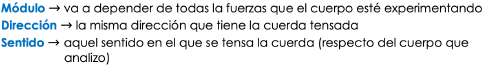 Módulo → va a depender de todas la fuerzas que el cuerpo esté experimentando
Dirección → la misma dirección que tiene la cuerda tensada
Sentido → aquel sentido en el que se tensa la cuerda (respecto del cuerpo que
analizo)